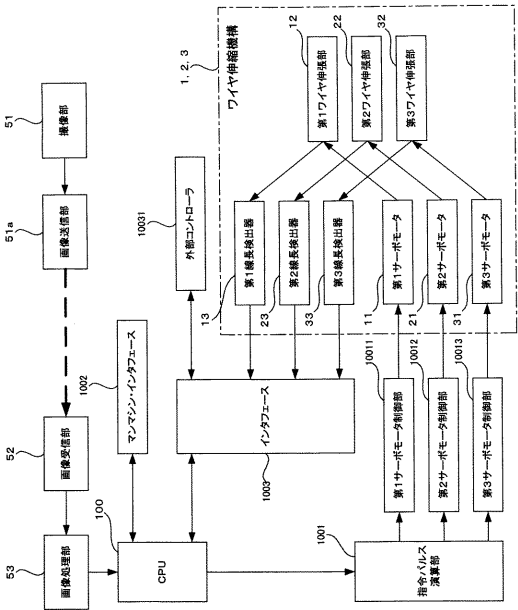 51
撮像部
51a
画像送信部
52
画像受信部
53
画像処理部
1, 2, 3
ワイヤ伸縮機構
12
第1ワイヤ伸張部
22
第2ワイヤ伸張部
32
第3ワイヤ伸張部
10031
外部コントローラ
13
第1線長検出器
23
第2線長検出器
33
第3線長検出器
11
第1サーボモータ
21
第2サーボモータ
31
第3サーボモータ
1002
マンマシン・インタフェース
100
CPU
インタフェース
1003
10011
第1サーボモータ制御部
10012
第2サーボモータ制御部
10013
第3サーボモータ制御部
1001
指令パルス
演算部